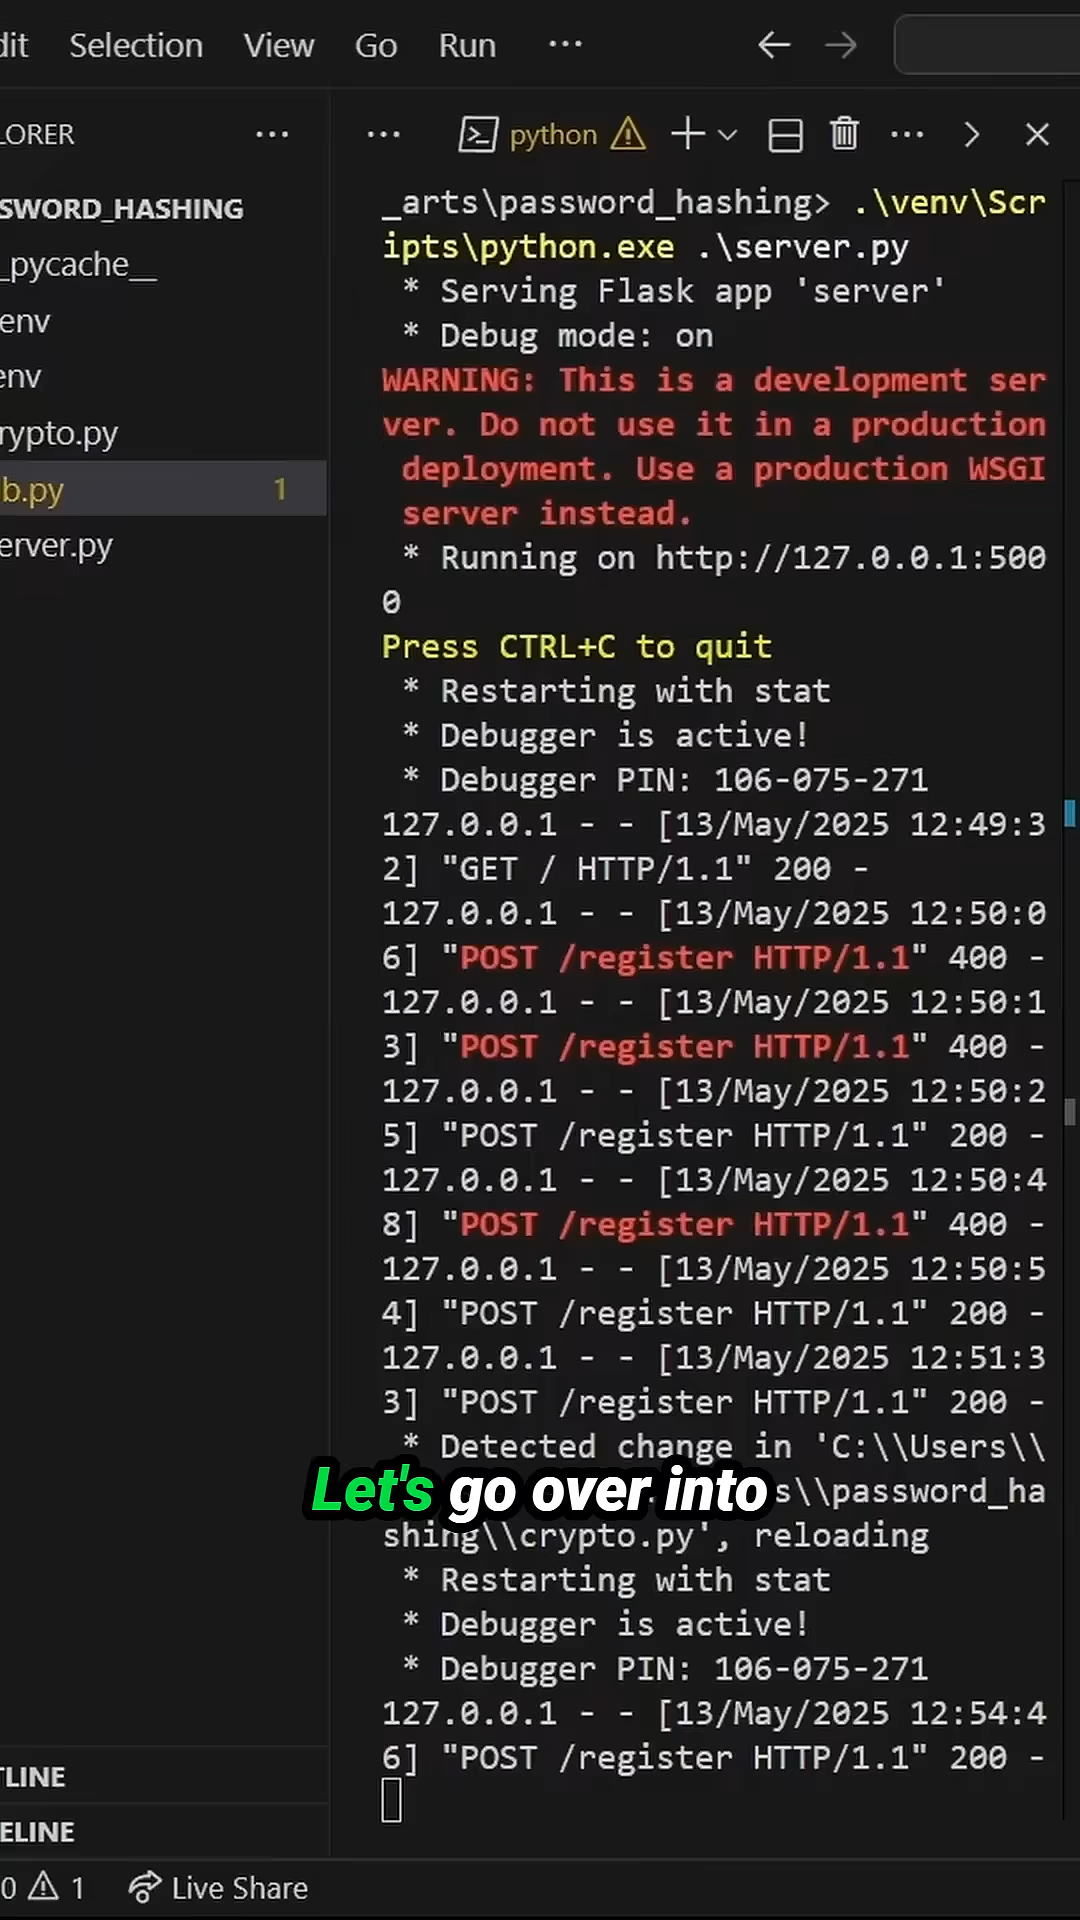 dit Selection View Go Run ...
LORER ...
... python + ...
SWORD_HASHING
_pycache__
env
env
rypto.py
b.py 1
erver.py
_arts\password_hashing> .\venv\Scr
ipts\python.exe .\server.py
* Serving Flask app 'server'
* Debug mode: on
WARNING: This is a development ser
ver. Do not use it in a production
deployment. Use a production WSGI
server instead.
* Running on http://127.0.0.1:500
0
Press CTRL+C to quit
* Restarting with stat
* Debugger is active!
* Debugger PIN: 106-075-271
127.0.0.1 - - [13/May/2025 12:49:3
2] "GET / HTTP/1.1" 200 -
127.0.0.1 - - [13/May/2025 12:50:0
6] "POST /register HTTP/1.1" 400 -
127.0.0.1 - - [13/May/2025 12:50:1
3] "POST /register HTTP/1.1" 400 -
127.0.0.1 - - [13/May/2025 12:50:2
5] "POST /register HTTP/1.1" 200 -
127.0.0.1 - - [13/May/2025 12:50:4
8] "POST /register HTTP/1.1" 400 -
127.0.0.1 - - [13/May/2025 12:50:5
4] "POST /register HTTP/1.1" 200 -
127.0.0.1 - - [13/May/2025 12:51:3
3] "POST /register HTTP/1.1" 200 -
* Detected change in 'C:\\Users\\
Let's go over into
s\\password_ha
shing\\crypto.py', reloading
* Restarting with stat
* Debugger is active!
* Debugger PIN: 106-075-271
127.0.0.1 - - [13/May/2025 12:54:4
6] "POST /register HTTP/1.1" 200 -
TLINE
ELINE
0 1 Live Share